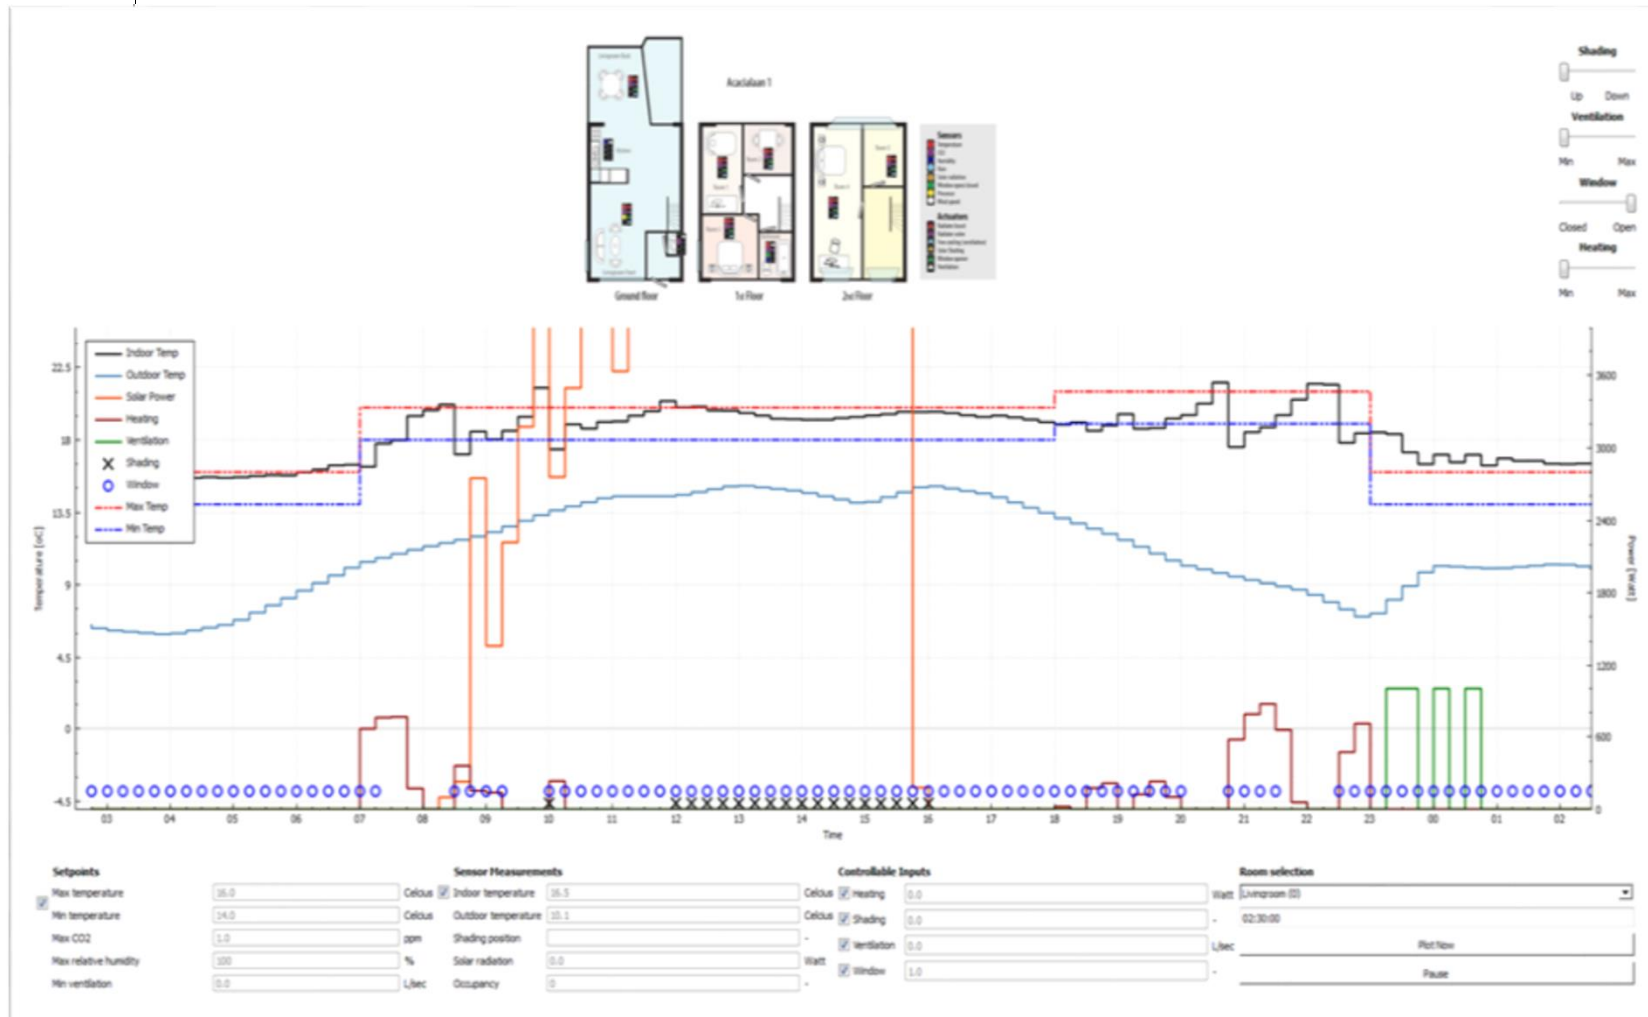 Acacialaan 1
Ground floor
1st Floor
2nd Floor
Sensors
Actuators
Shading
Up Down
Ventilation
Min Max
Window
Closed Open
Heating
Min Max
Indoor Temp
Outdoor Temp
Solar Power
Heating
Ventilation
Shading
Window
Max Temp
Min Temp
22.5
18
13.5
9
4.5
0
-4.5
Temperature [oC]
3600
3000
2400
1800
1200
600
0
Power [Watt]
03 04 05 06 07 08 09 10 11 12 13 14 15 16 17 18 19 20 21 22 23 00 01 02
Time
Setpoints
Max temperature 16.0 Celcius
Min temperature 14.0 Celcius
Max CO2 1.0 ppm
Max relative humidity 100 %
Min ventilation 0.0 L/sec
Sensor Measurements
Indoor temperature 16.5 Celcius
Outdoor temperature 10.1 Celcius
Shading position -
Solar radiation 0.0 Watt
Occupancy 0 -
Controllable Inputs
Heating 0.0 Watt
Shading 0.0 -
Ventilation 0.0 L/sec
Window 1.0 -
Room selection
Livingroom (0)
02:30:00
Plot Now
Pause